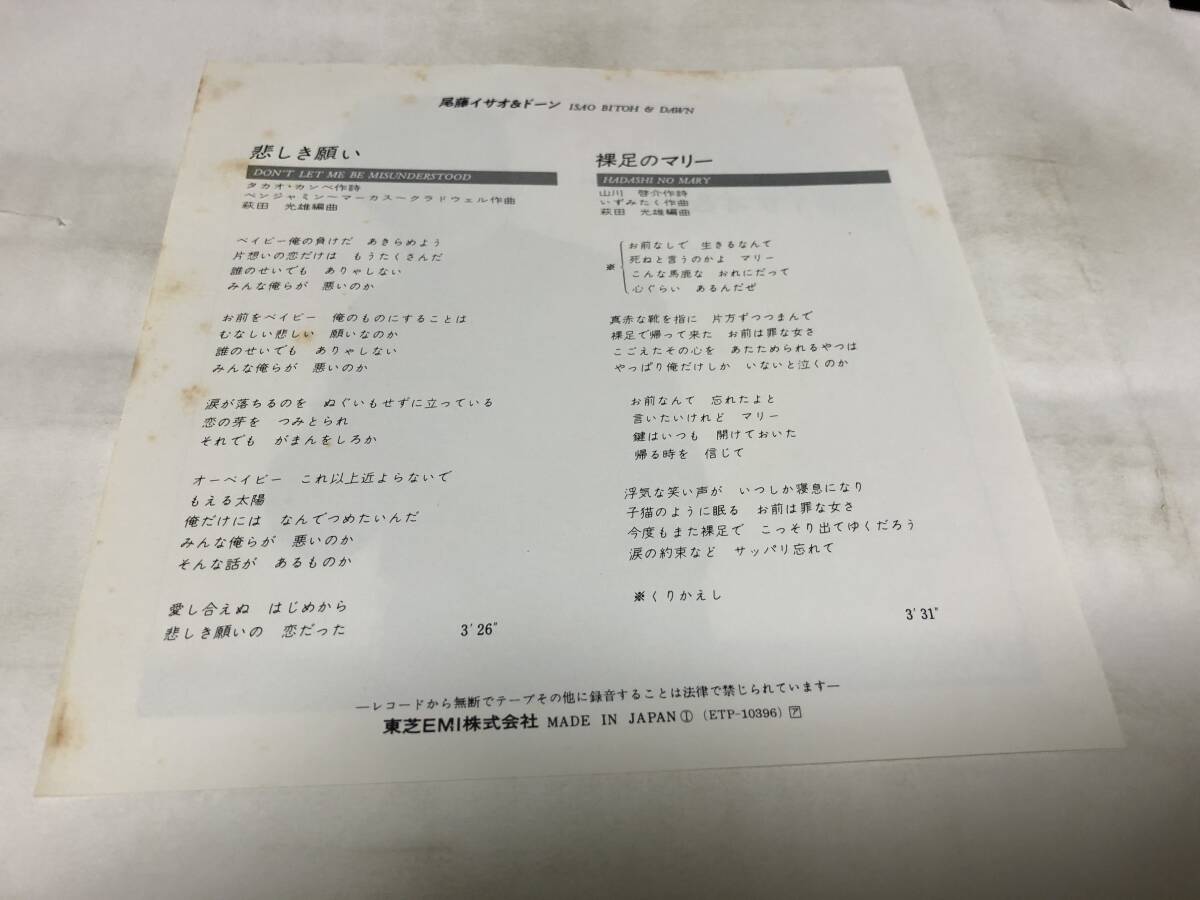 尾藤イサオ&ドーン ISAO BITOH & DAWN
悲しき願い
DON'T LET ME BE MISUNDERSTOOD
タカオ・カンベ作詩
ベンジャミン―マーカス―クラドウェル作曲
萩田 光雄編曲
ベイビー俺の負けだ あきらめよう
片想いの恋だけは もうたくさんだ
誰のせいでも ありゃしない
みんな俺らが 悪いのか
お前をベイビー 俺のものにすることは
むなしい悲しい 願いなのか
誰のせいでも ありゃしない
みんな俺らが 悪いのか
涙が落ちるのを ぬぐいもせずに立っている
恋の芽を つみとられ
それでも がまんをしろか
オーベイビー これ以上近よらないで
もえる太陽
俺だけには なんでつめたいんだ
みんな俺らが 悪いのか
そんな話が あるものか
愛し合えぬ はじめから
悲しき願いの 恋だった
3′26″
裸足のマリー
HADASHI NO MARY
山川 啓介作詩
いずみたく作曲
萩田 光雄編曲
お前なしで 生きるなんて
死ねと言うのかよ マリー
※ こんな馬鹿な おれにだって
心ぐらい あるんだぜ
真赤な靴を指に 片方ずつつまんで
裸足で帰って来た お前は罪な女さ
こごえたその心を あたためられるやつは
やっぱり俺だけしか いないと泣くのか
お前なんて 忘れたよと
言いたいけれど マリー
鍵はいつも 開けておいた
帰る時を 信じて
浮気な笑い声が いつしか寝息になり
子猫のように眠る お前は罪な女さ
今度もまた裸足で こっそり出てゆくだろう
涙の約束など サッパリ忘れて
※くりかえし
3′31″
―レコードから無断でテープその他に録音することは法律で禁じられています―
東芝EMI株式会社 MADE IN JAPAN① (ETP-10396) ア